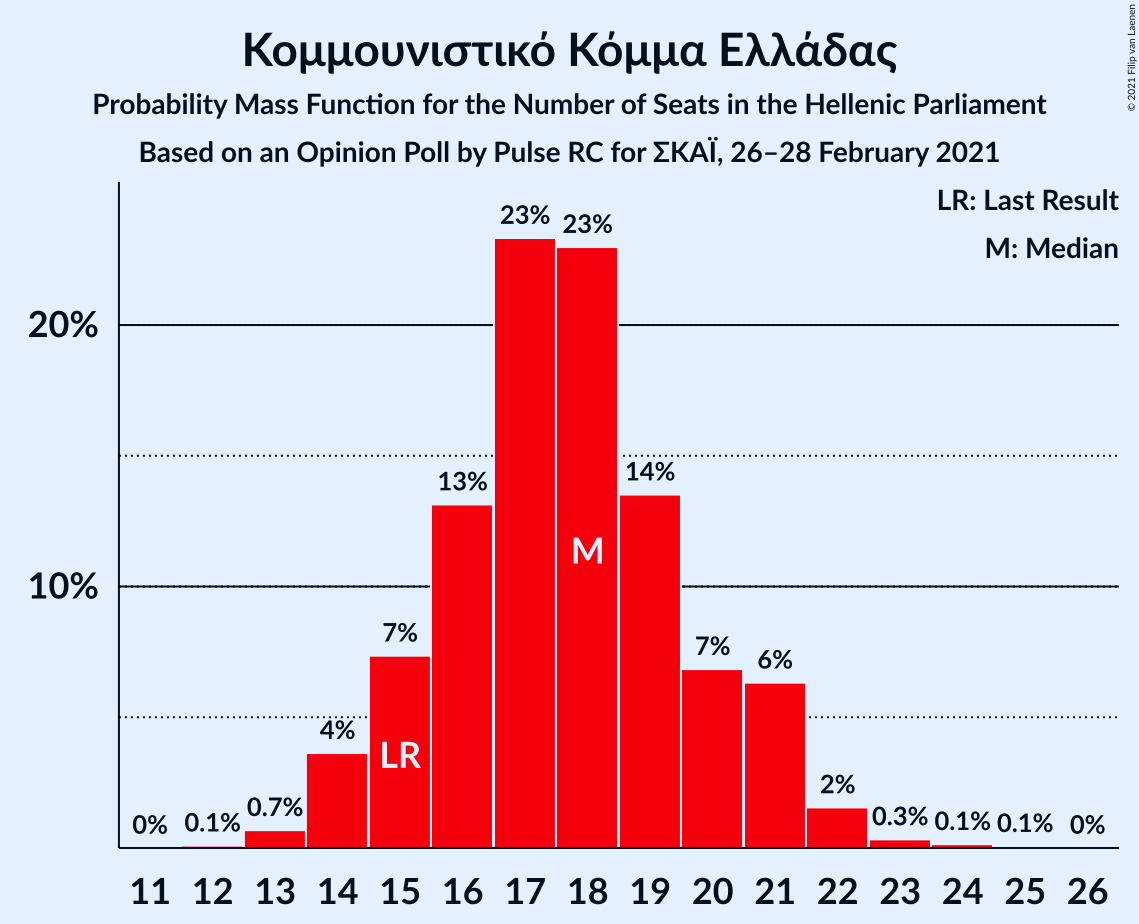 Κομμουνιστικό Κόμμα Ελλάδας
Probability Mass Function for the Number of Seats in the Hellenic Parliament
Based on an Opinion Poll by Pulse RC for ΣΚΑΪ, 26–28 February 2021
© 2021 Filip van Laenen
LR: Last Result
M: Median
20%
10%
0%
0.1%
0.7%
4%
7%
13%
23%
23%
14%
7%
6%
2%
0.3%
0.1%
0.1%
0%
LR
M
11 12 13 14 15 16 17 18 19 20 21 22 23 24 25 26